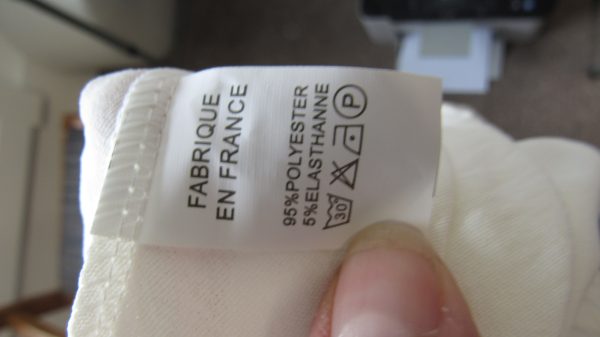 FABRIQUE
EN FRANCE
95%POLYESTER
5%ELASTHANNE
30° P